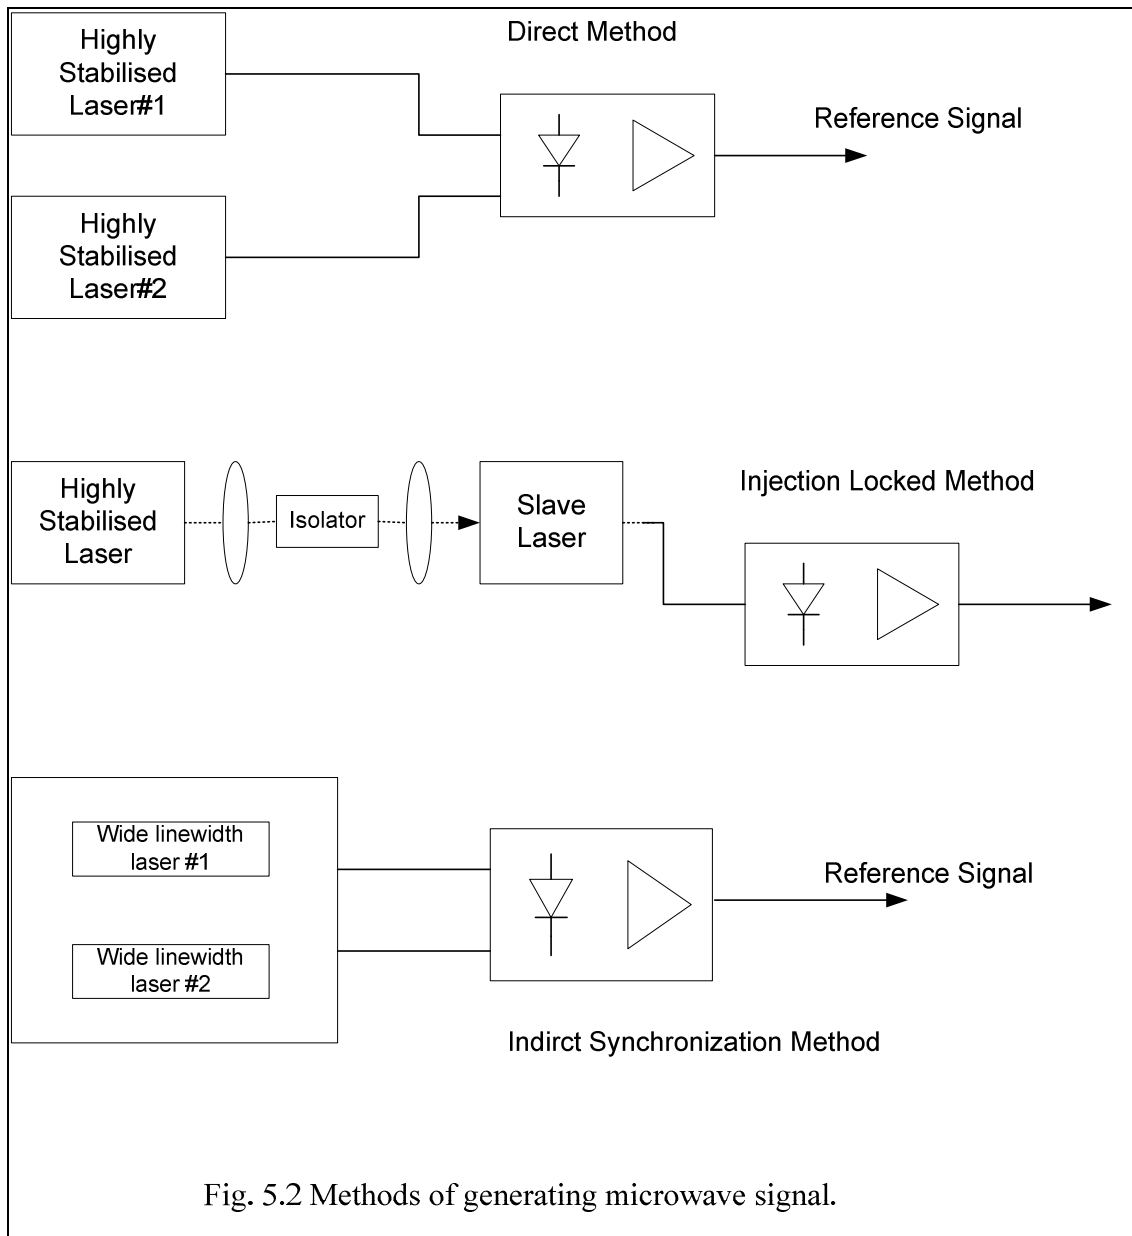 Direct Method
Highly
Stabilised
Laser#1
Reference Signal
Highly
Stabilised
Laser#2
Highly
Stabilised
Laser
Isolator
Slave
Laser
Injection Locked Method
Wide linewidth
laser #1
Wide linewidth
laser #2
Reference Signal
Indirct Synchronization Method
Fig. 5.2 Methods of generating microwave signal.